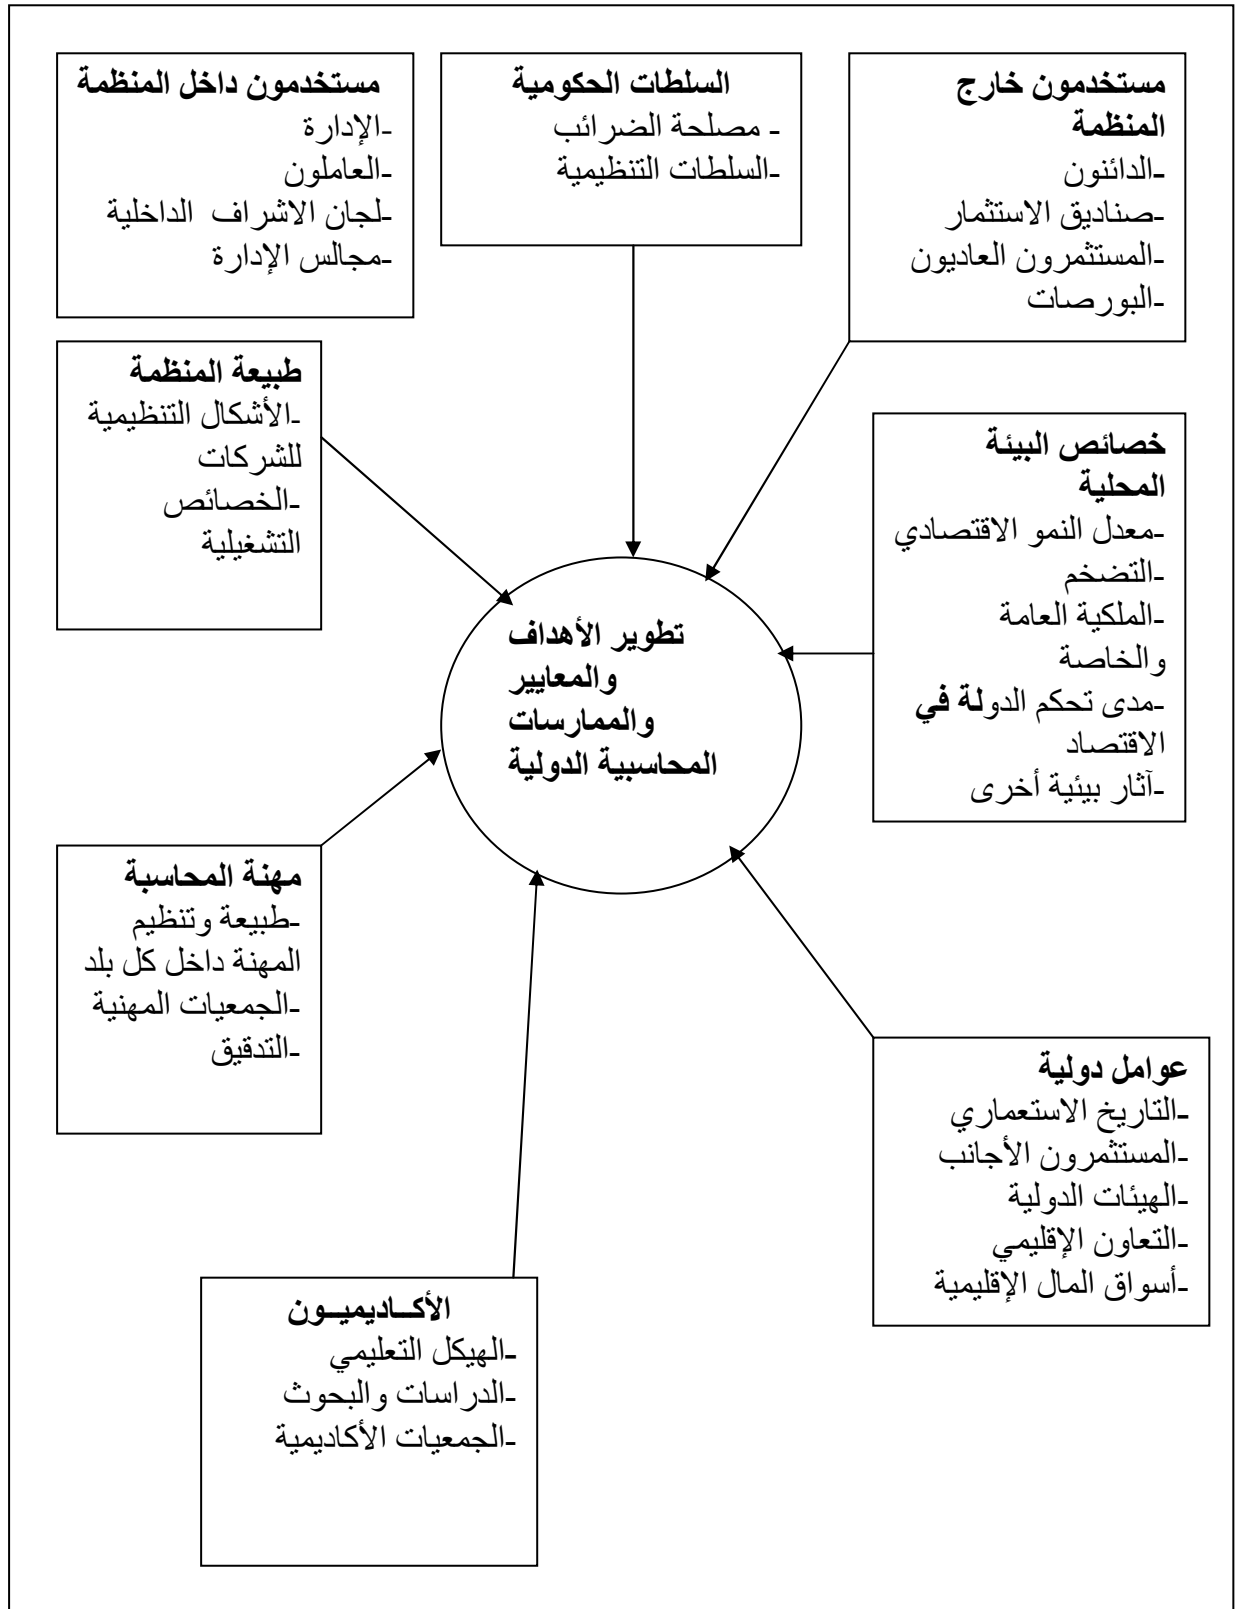 مستخدمون خارج
المنظمة
-الدائنون
-صناديق الاستثمار
-المستثمرون العاديون
-البورصات
السلطات الحكومية
- مصلحة الضرائب
-السلطات التنظيمية
مستخدمون داخل المنظمة
-الإدارة
-العاملون
-لجان الاشراف الداخلية
-مجالس الإدارة
طبيعة المنظمة
-الأشكال التنظيمية
للشركات
-الخصائص
التشغيلية
خصائص البيئة
المحلية
-معدل النمو الاقتصادي
-التضخم
-الملكية العامة
والخاصة
-مدى تحكم الدولة في
الاقتصاد
-آثار بيئية أخرى
تطوير الأهداف
والمعايير
والممارسات
المحاسبية الدولية
مهنة المحاسبة
-طبيعة وتنظيم
المهنة داخل كل بلد
-الجمعيات المهنية
-التدقيق
عوامل دولية
-التاريخ الاستعماري
-المستثمرون الأجانب
-الهيئات الدولية
-التعاون الإقليمي
-أسواق المال الإقليمية
الأكــاديميــون
-الهيكل التعليمي
-الدراسات والبحوث
-الجمعيات الأكاديمية